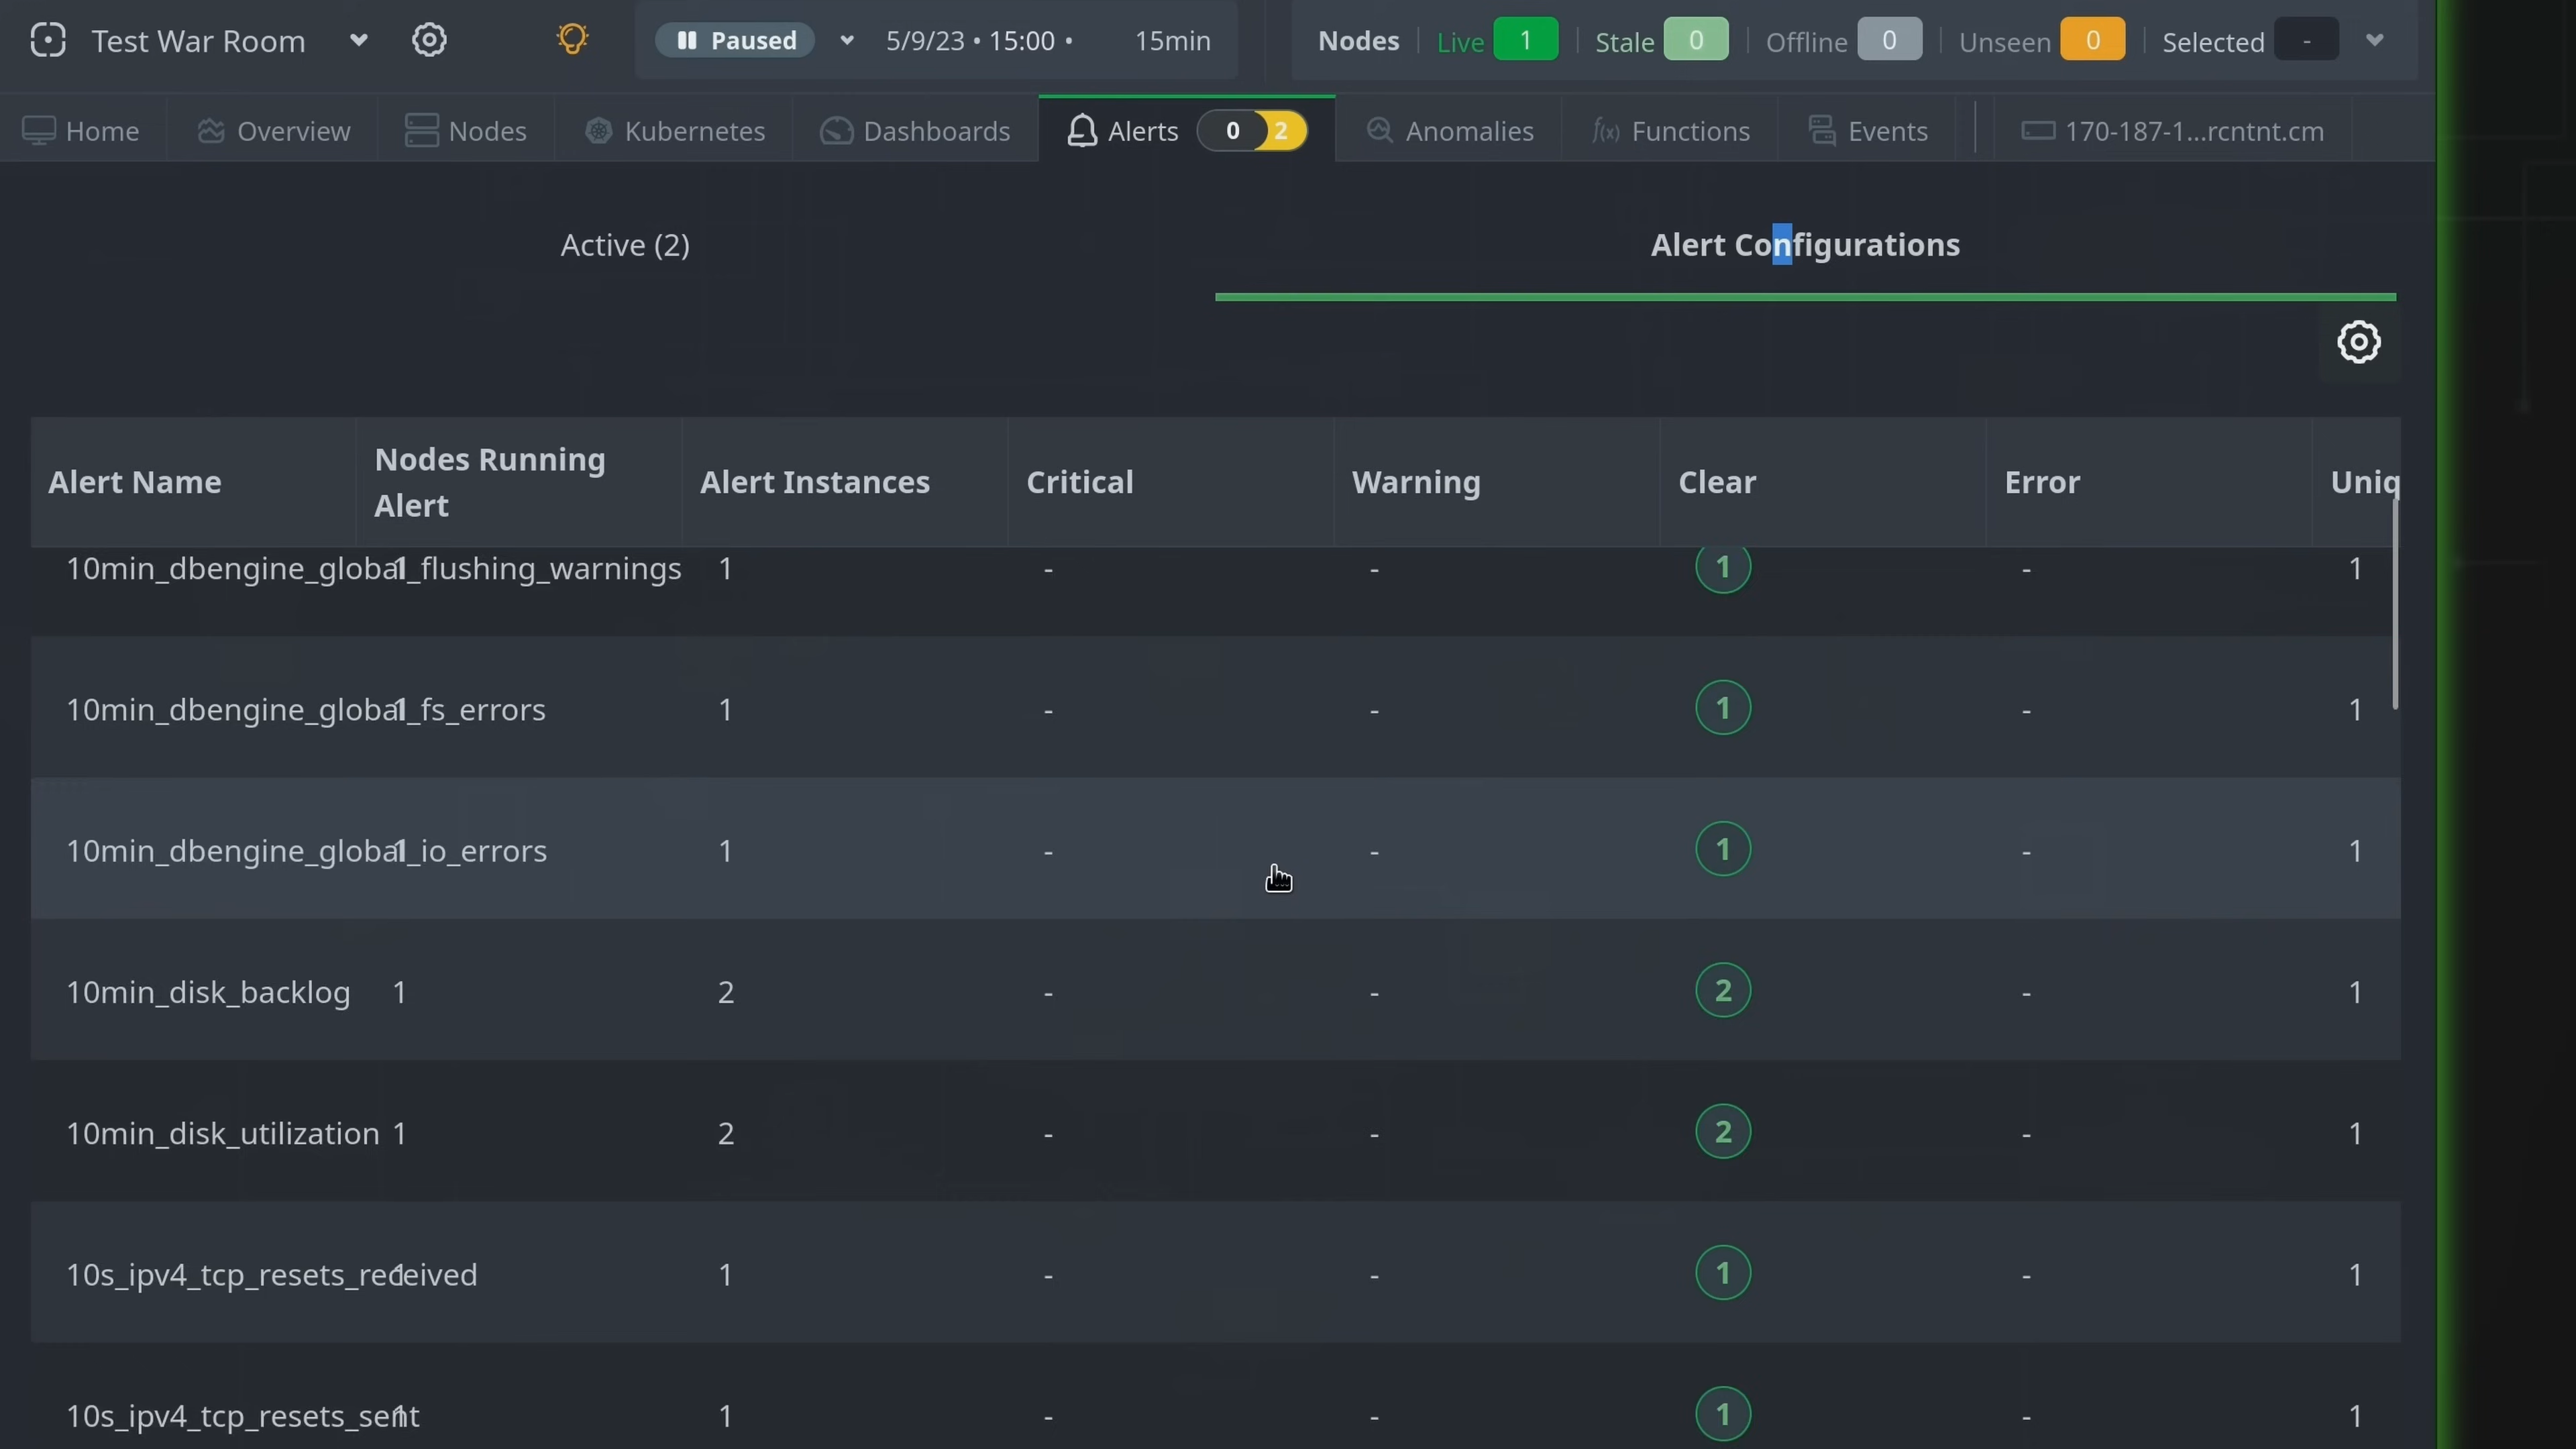 Test War Room Paused 5/9/23 • 15:00 • 15min Nodes Live 1 Stale 0 Offline 0 Unseen 0 Selected -
Home Overview Nodes Kubernetes Dashboards Alerts 0 2 Anomalies f(x) Functions Events 170-187-1...rcntnt.cm
Active (2) Alert Configurations
Alert Name Nodes Running Alert Alert Instances Critical Warning Clear Error Uniq
10min_dbengine_global_flushing_warnings 1 1 - - 1 - 1
10min_dbengine_global_fs_errors 1 1 - - 1 - 1
10min_dbengine_global_io_errors 1 1 - - 1 - 1
10min_disk_backlog 1 2 - - 2 - 1
10min_disk_utilization 1 2 - - 2 - 1
10s_ipv4_tcp_resets_received 1 1 - - 1 - 1
10s_ipv4_tcp_resets_sent 1 1 - - 1 - 1